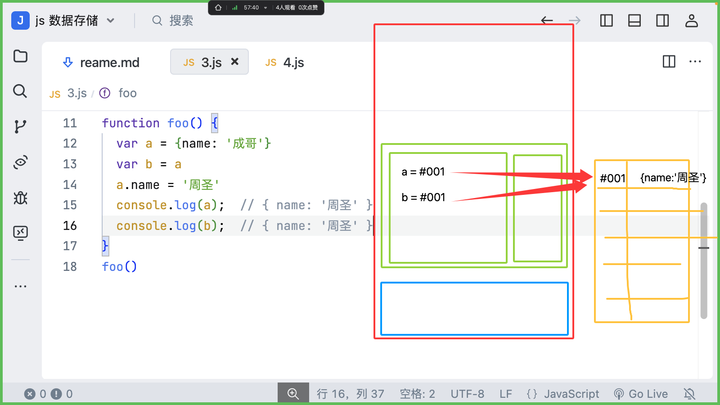 J js 数据存储 搜索
57:40 4人观看 0次点赞
reame.md JS 3.js × JS 4.js
JS 3.js / foo
11 function foo() {
12 var a = {name: '成哥'}
13 var b = a
14 a.name = '周圣'
15 console.log(a); // { name: '周圣' }
16 console.log(b); // { name: '周圣' }
17 }
18 foo()
a = #001
b = #001
#001 {name:'周圣'}
0 0 行 16，列 37 空格: 2 UTF-8 LF {} JavaScript Go Live